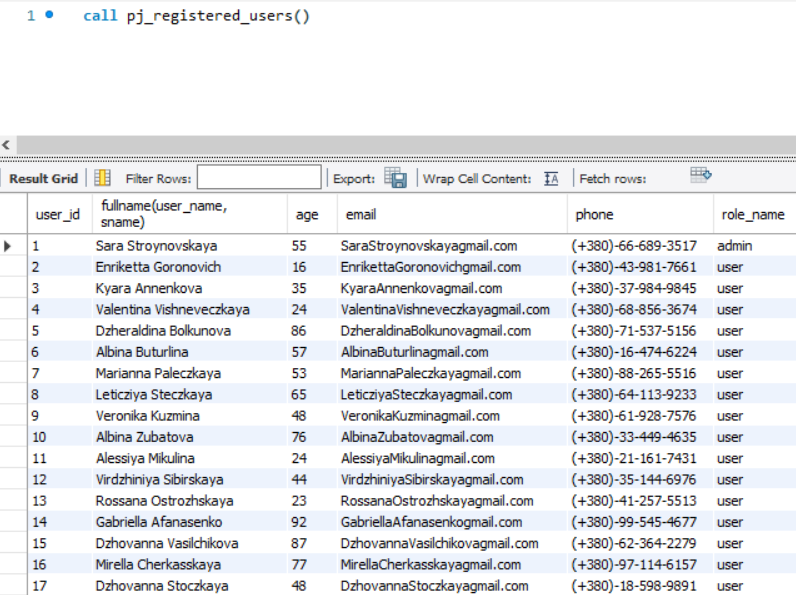 1 call pj_registered_users()
Result Grid Filter Rows: Export: Wrap Cell Content: IA Fetch rows:
user_id fullname(user_name, sname) age email phone role_name
1 Sara Stroynovskaya 55 SaraStroynovskayagmail.com (+380)-66-689-3517 admin
2 Enriketta Goronovich 16 EnrikettaGoronovichgmail.com (+380)-43-981-7661 user
3 Kyara Annenkova 35 KyaraAnnenkovagmail.com (+380)-37-984-9845 user
4 Valentina Vishneveczkaya 24 ValentinaVishneveczkayagmail.com (+380)-68-856-3674 user
5 Dzheraldina Bolkunova 86 DzheraldinaBolkunovagmail.com (+380)-71-537-5156 user
6 Albina Buturlina 57 AlbinaButurlinagmail.com (+380)-16-474-6224 user
7 Marianna Paleczkaya 53 MariannaPaleczkayagmail.com (+380)-88-265-5516 user
8 Leticziya Steczkaya 65 LeticziyaSteczkayagmail.com (+380)-64-113-9233 user
9 Veronika Kuzmina 48 VeronikaKuzminagmail.com (+380)-61-928-7576 user
10 Albina Zubatova 76 AlbinaZubatovagmail.com (+380)-33-449-4635 user
11 Alessiya Mikulina 24 AlessiyaMikulinagmail.com (+380)-21-161-7431 user
12 Virdzhiniya Sibirskaya 44 VirdzhiniyaSibirskayagmail.com (+380)-35-144-6976 user
13 Rossana Ostrozhskaya 23 RossanaOstrozhskayagmail.com (+380)-41-257-5513 user
14 Gabriella Afanasenko 92 GabriellaAfanasenkogmail.com (+380)-99-545-4677 user
15 Dzhovanna Vasilchikova 87 DzhovannaVasilchikovagmail.com (+380)-62-364-2279 user
16 Mirella Cherkasskaya 77 MirellaCherkasskayagmail.com (+380)-97-114-6157 user
17 Dzhovanna Stoczkaya 48 DzhovannaStoczkayagmail.com (+380)-18-598-9891 user